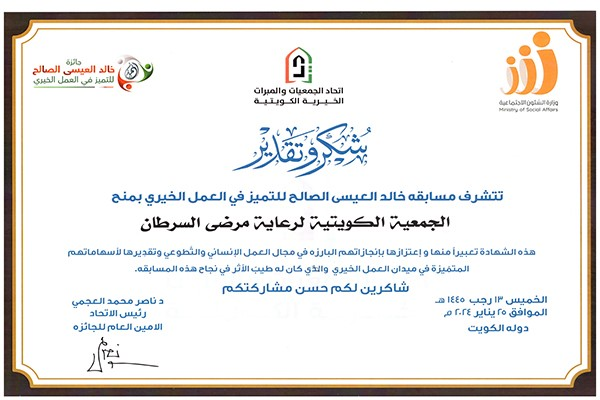 جائزة
خالد العيسى الصالح
للتميز في العمل الخيري
اتحاد الجمعيات والمبرات
الخيرية الكويتية
وزارة الشئون الاجتماعية
Ministry of Social Affairs
شكر وتقدير
تتشرف مسابقه خالد العيسى الصالح للتميز في العمل الخيري بمنح
الجمعية الكويتية لرعاية مرضى السرطان
هذه الشهادة تعبيراً منها و إعتزازها بإنجازاتهم البارزه في مجال العمل الإنساني والتطوعي وتقديرها لأسهاماتهم
المتميزة في ميدان العمل الخيري والذي كان له طيب الأثر في نجاح هذه المسابقه.
شاكرين لكم حسن مشاركتكم
الخميس ١٣ رجب ١٤٤٥ هـ
الموافق ٢٥ يناير ٢٠٢٤ م
دوله الكويت
د ناصر محمد العجمي
رئيس الاتحاد
الامين العام للجائزه